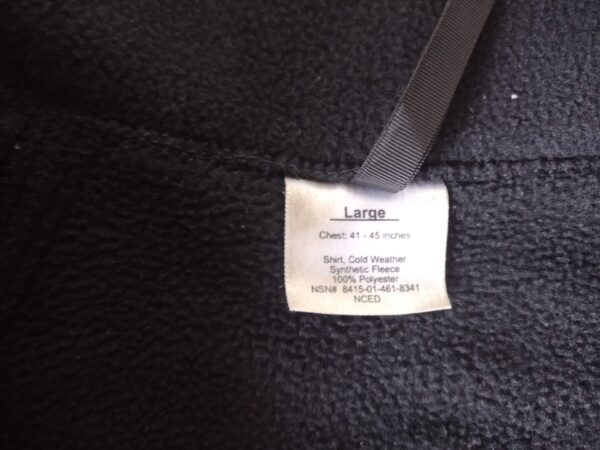 Large
Chest: 41 - 45 inches
Shirt, Cold Weather
Synthetic Fleece
100% Polyester
NSN# 8415-01-461-8341
NCED